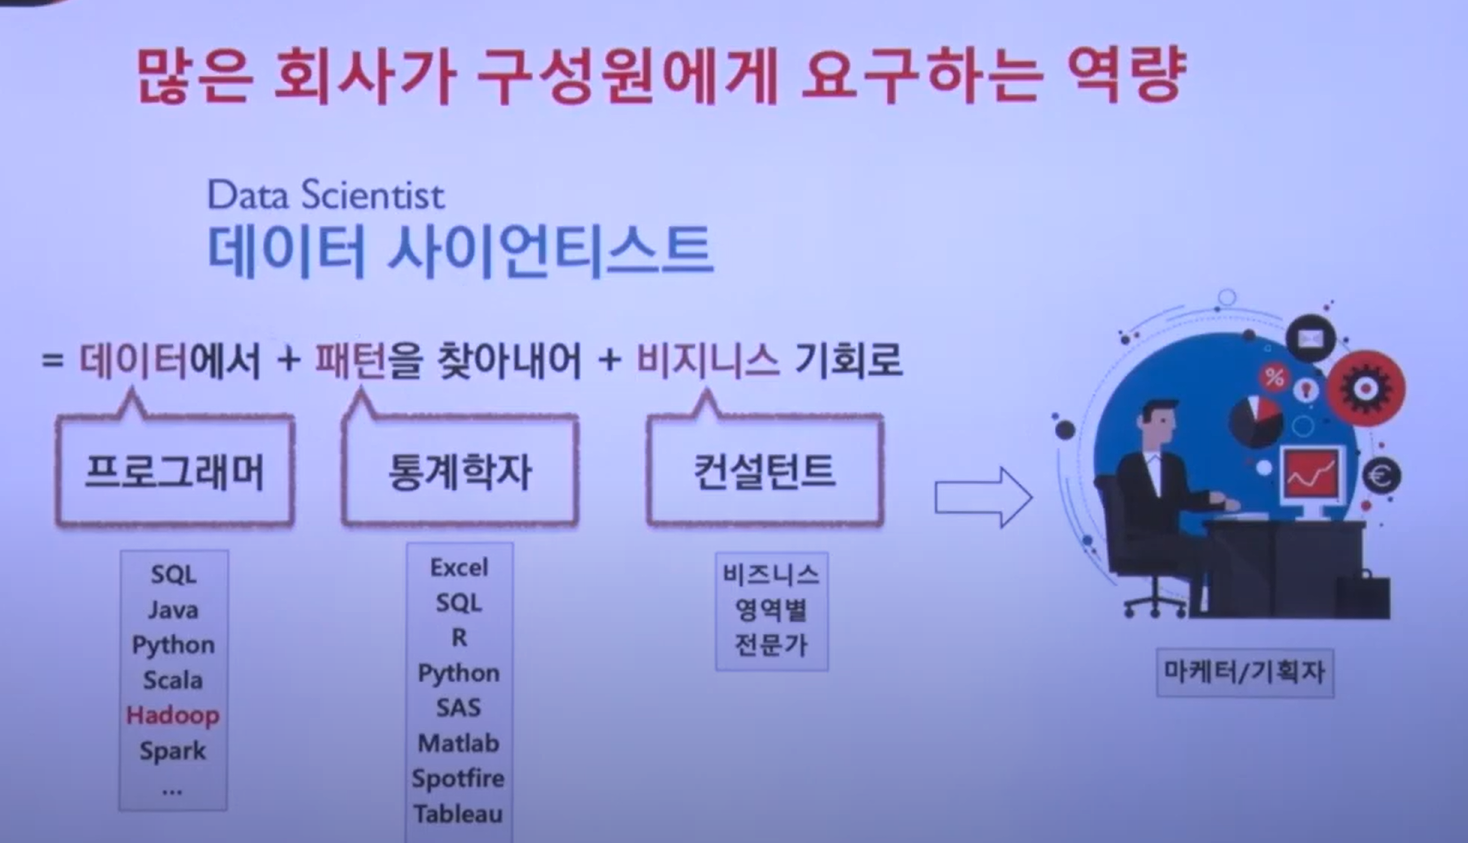 많은 회사가 구성원에게 요구하는 역량
Data Scientist
데이터 사이언티스트
= 데이터에서 + 패턴을 찾아내어 + 비지니스 기회로
프로그래머
통계학자
컨설턴트
SQL
Java
Python
Scala
Hadoop
Spark
...
Excel
SQL
R
Python
SAS
Matlab
Spotfire
Tableau
비즈니스
영역별
전문가
%
€
마케터/기획자